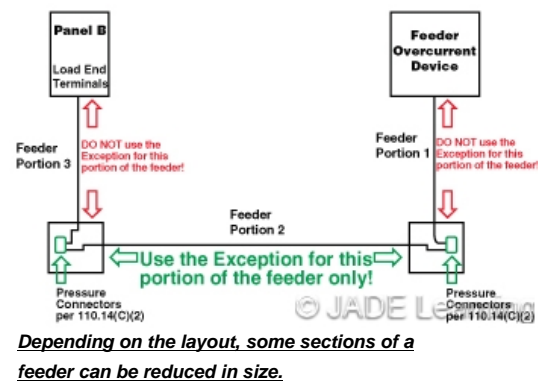 Panel B
Load End
Terminals
Feeder
Overcurrent
Device
Feeder
Portion 3
DO NOT use the
Exception for this
portion of the feeder!
Feeder
Portion 1
DO NOT use the
Exception for this
portion of the feeder!
Feeder
Portion 2
Use the Exception for this
portion of the feeder only!
Pressure
Connectors
per 110.14(C)(2)
Pressure
Connectors
per 110.14(C)(2)
© JADE
Depending on the layout, some sections of a
feeder can be reduced in size.